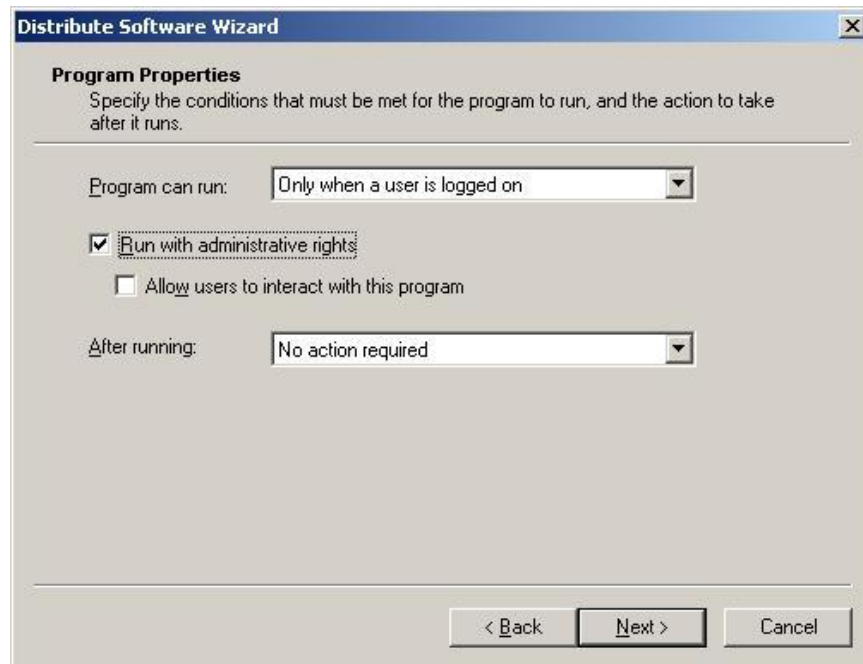 Distribute Software Wizard
Program Properties
Specify the conditions that must be met for the program to run, and the action to take
after it runs.
Program can run: Only when a user is logged on
Run with administrative rights
Allow users to interact with this program
After running: No action required
< Back Next > Cancel